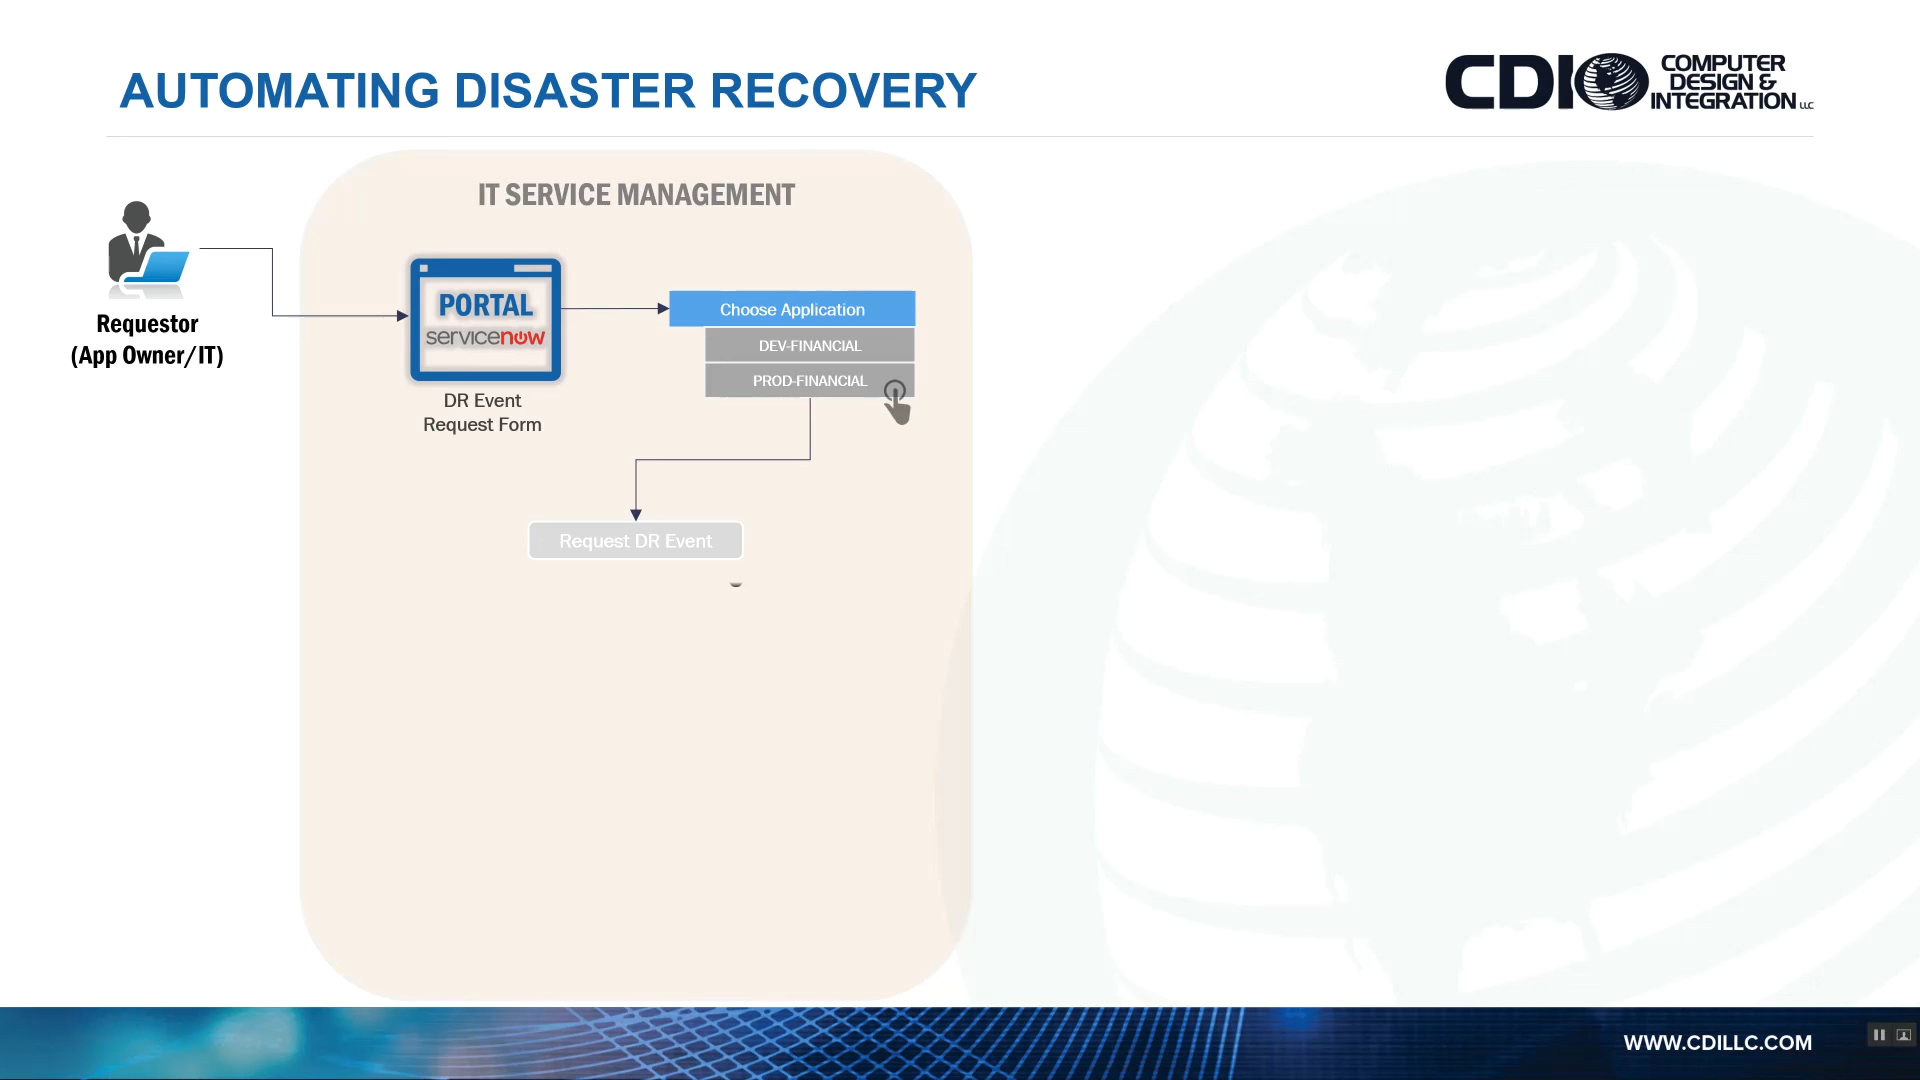 AUTOMATING DISASTER RECOVERY
CDI COMPUTER
DESIGN &
INTEGRATION LLC
IT SERVICE MANAGEMENT
Requestor
(App Owner/IT)
PORTAL
servicenow
DR Event
Request Form
Choose Application
DEV-FINANCIAL
PROD-FINANCIAL
Request DR Event
WWW.CDILLC.COM